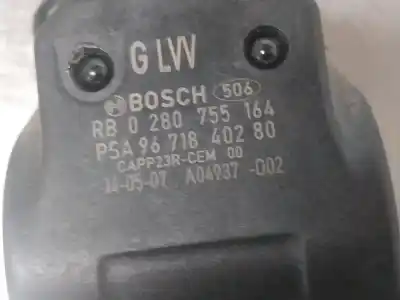 G LW
BOSCH 506
RB 0 280 755 164
PSA 96 718 402 80
CAPP23R-CEM 00
14-05-07 A04937 -D02